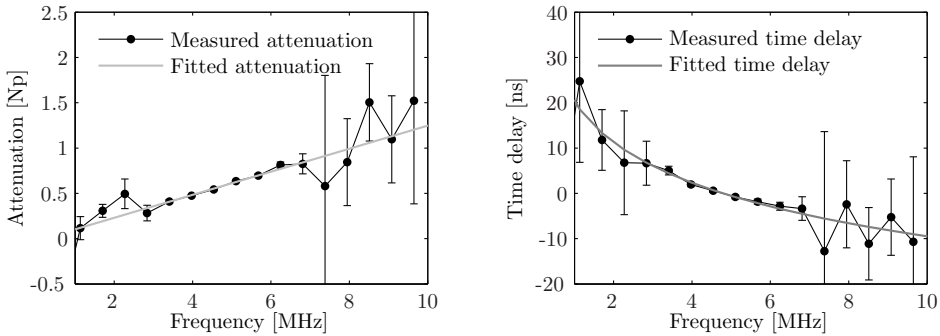 2.5
2
1.5
1
0.5
0
-0.5
Attenuation [Np]
Measured attenuation
Fitted attenuation
2 4 6 8 10
Frequency [MHz]
40
30
20
10
0
-10
-20
Time delay [ns]
Measured time delay
Fitted time delay
2 4 6 8 10
Frequency [MHz]